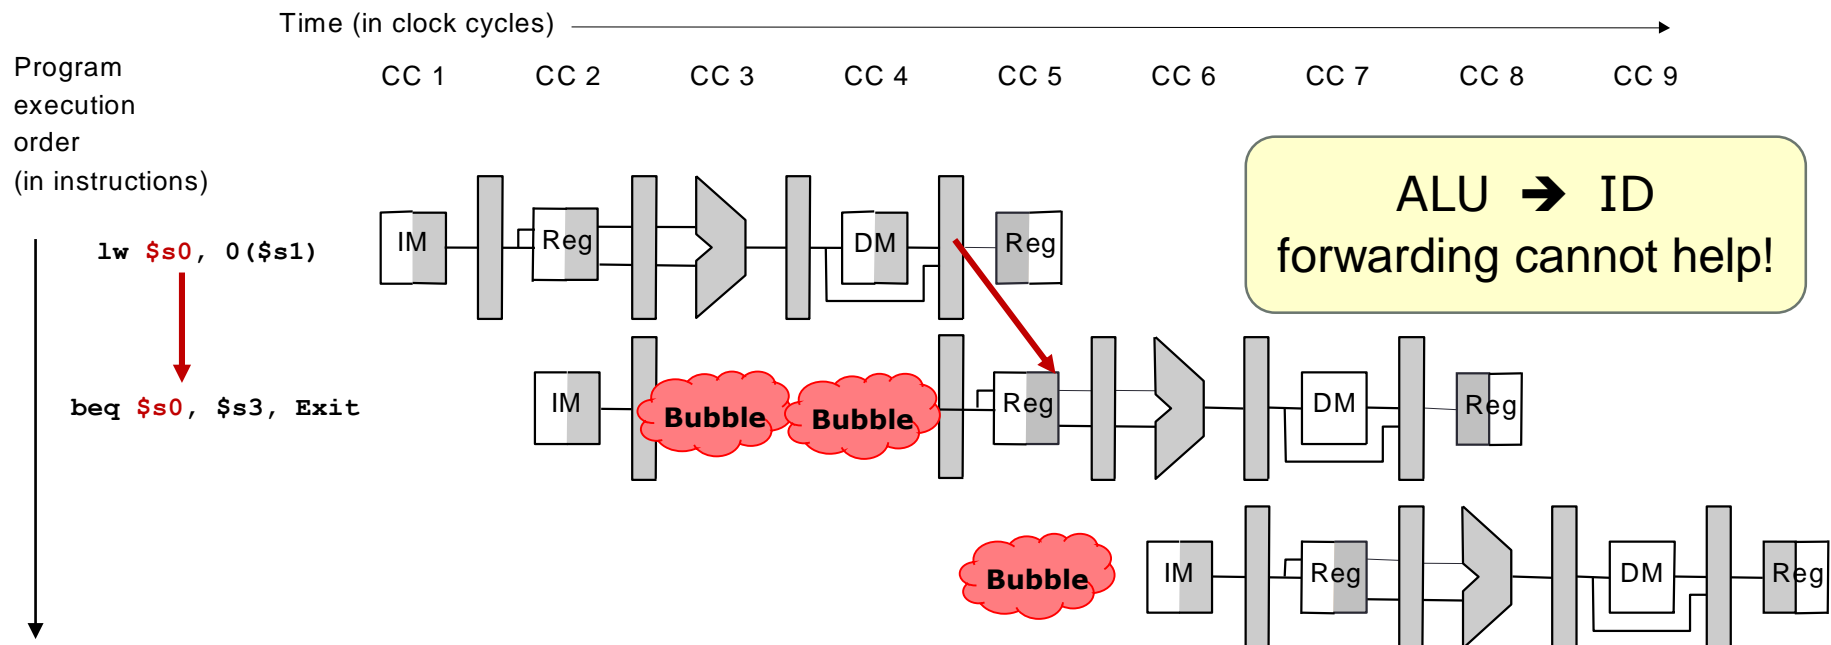 Time (in clock cycles)
Program
execution
order
(in instructions)
CC 1 CC 2 CC 3 CC 4 CC 5 CC 6 CC 7 CC 8 CC 9
ALU ➔ ID
forwarding cannot help!
lw $s0, 0($s1)
IM Reg DM Reg
beq $s0, $s3, Exit
IM Bubble Bubble Reg DM Reg
Bubble IM Reg DM Reg